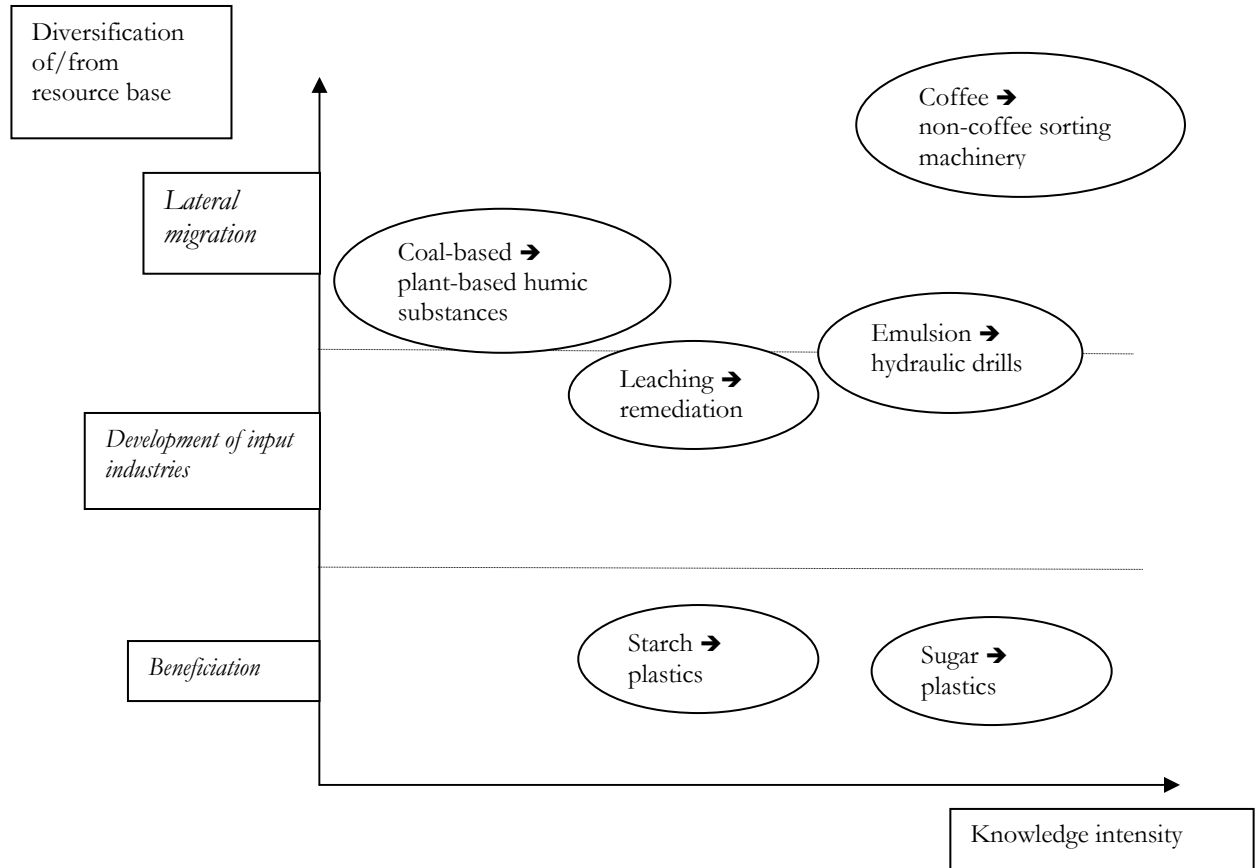 Diversification
of/from
resource base
Coffee ➔
non-coffee sorting
machinery
Lateral
migration
Coal-based ➔
plant-based humic
substances
Emulsion ➔
hydraulic drills
Leaching ➔
remediation
Development of input
industries
Starch ➔
plastics
Sugar ➔
plastics
Beneficiation
Knowledge intensity